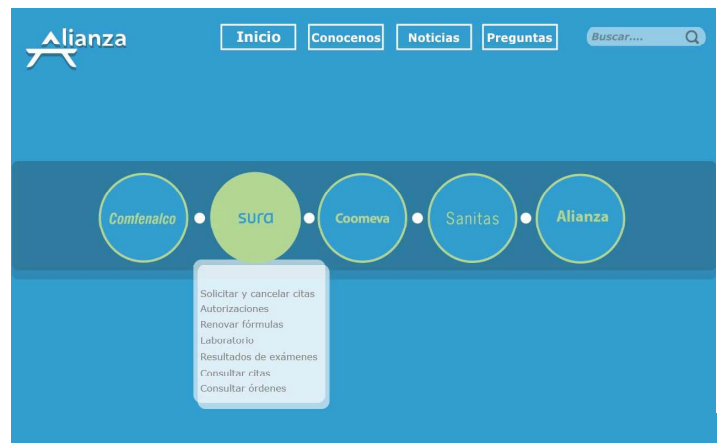 Alianza
Inicio
Conocenos
Noticias
Preguntas
Buscar....
Comfenalco
sura
Coomeva
Sanitas
Alianza
Solicitar y cancelar citas
Autorizaciones
Renovar fórmulas
Laboratorio
Resultados de exámenes
Consultar citas
Consultar órdenes